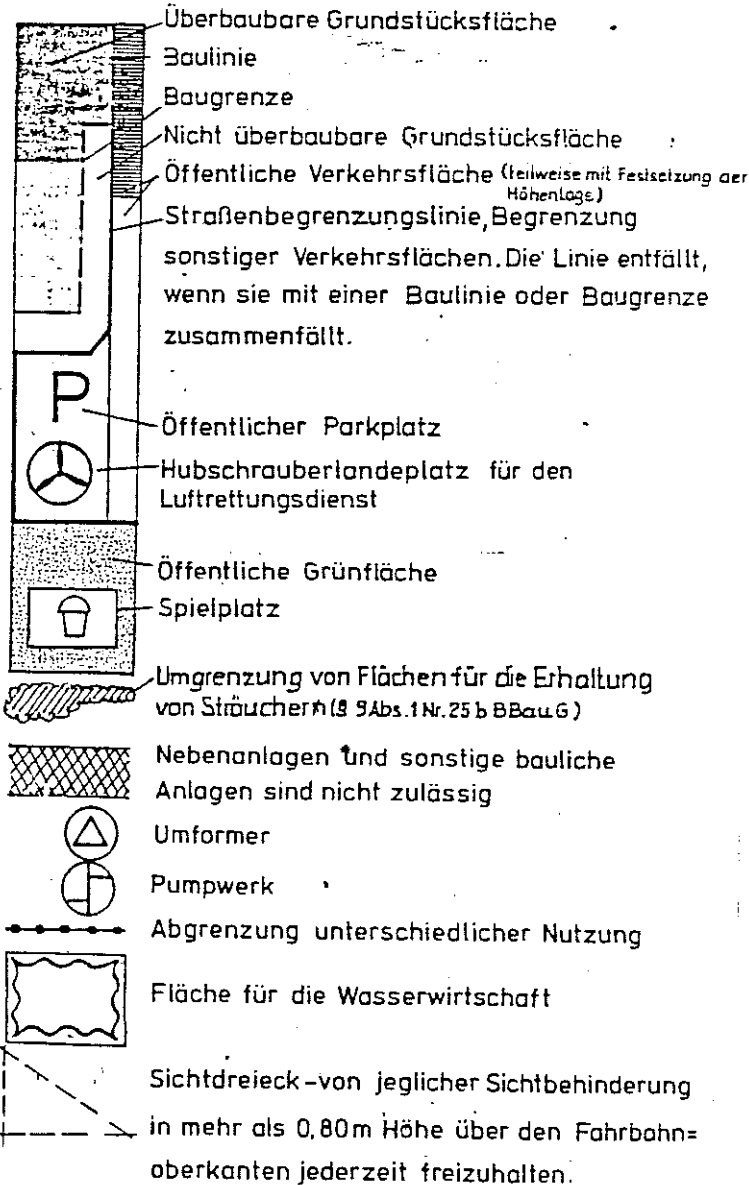 Überbaubare Grundstücksfläche
Baulinie
Baugrenze
Nicht überbaubare Grundstücksfläche
Öffentliche Verkehrsfläche (teilweise mit Festsetzung der
Höhenlage)
Straßenbegrenzungslinie, Begrenzung
sonstiger Verkehrsflächen. Die Linie entfällt,
wenn sie mit einer Baulinie oder Baugrenze
zusammenfällt.
P
Öffentlicher Parkplatz
Hubschrauberlandeplatz für den
Luftrettungsdienst
Öffentliche Grünfläche
Spielplatz
Umgrenzung von Flächen für die Erhaltung
von Sträuchern (§ 9 Abs. 1 Nr. 25 b BBauG)
Nebenanlagen und sonstige bauliche
Anlagen sind nicht zulässig
Umformer
Pumpwerk
Abgrenzung unterschiedlicher Nutzung
Fläche für die Wasserwirtschaft
Sichtdreieck - von jeglicher Sichtbehinderung
in mehr als 0,80m Höhe über den Fahrbahn=
oberkanten jederzeit freizuhalten.